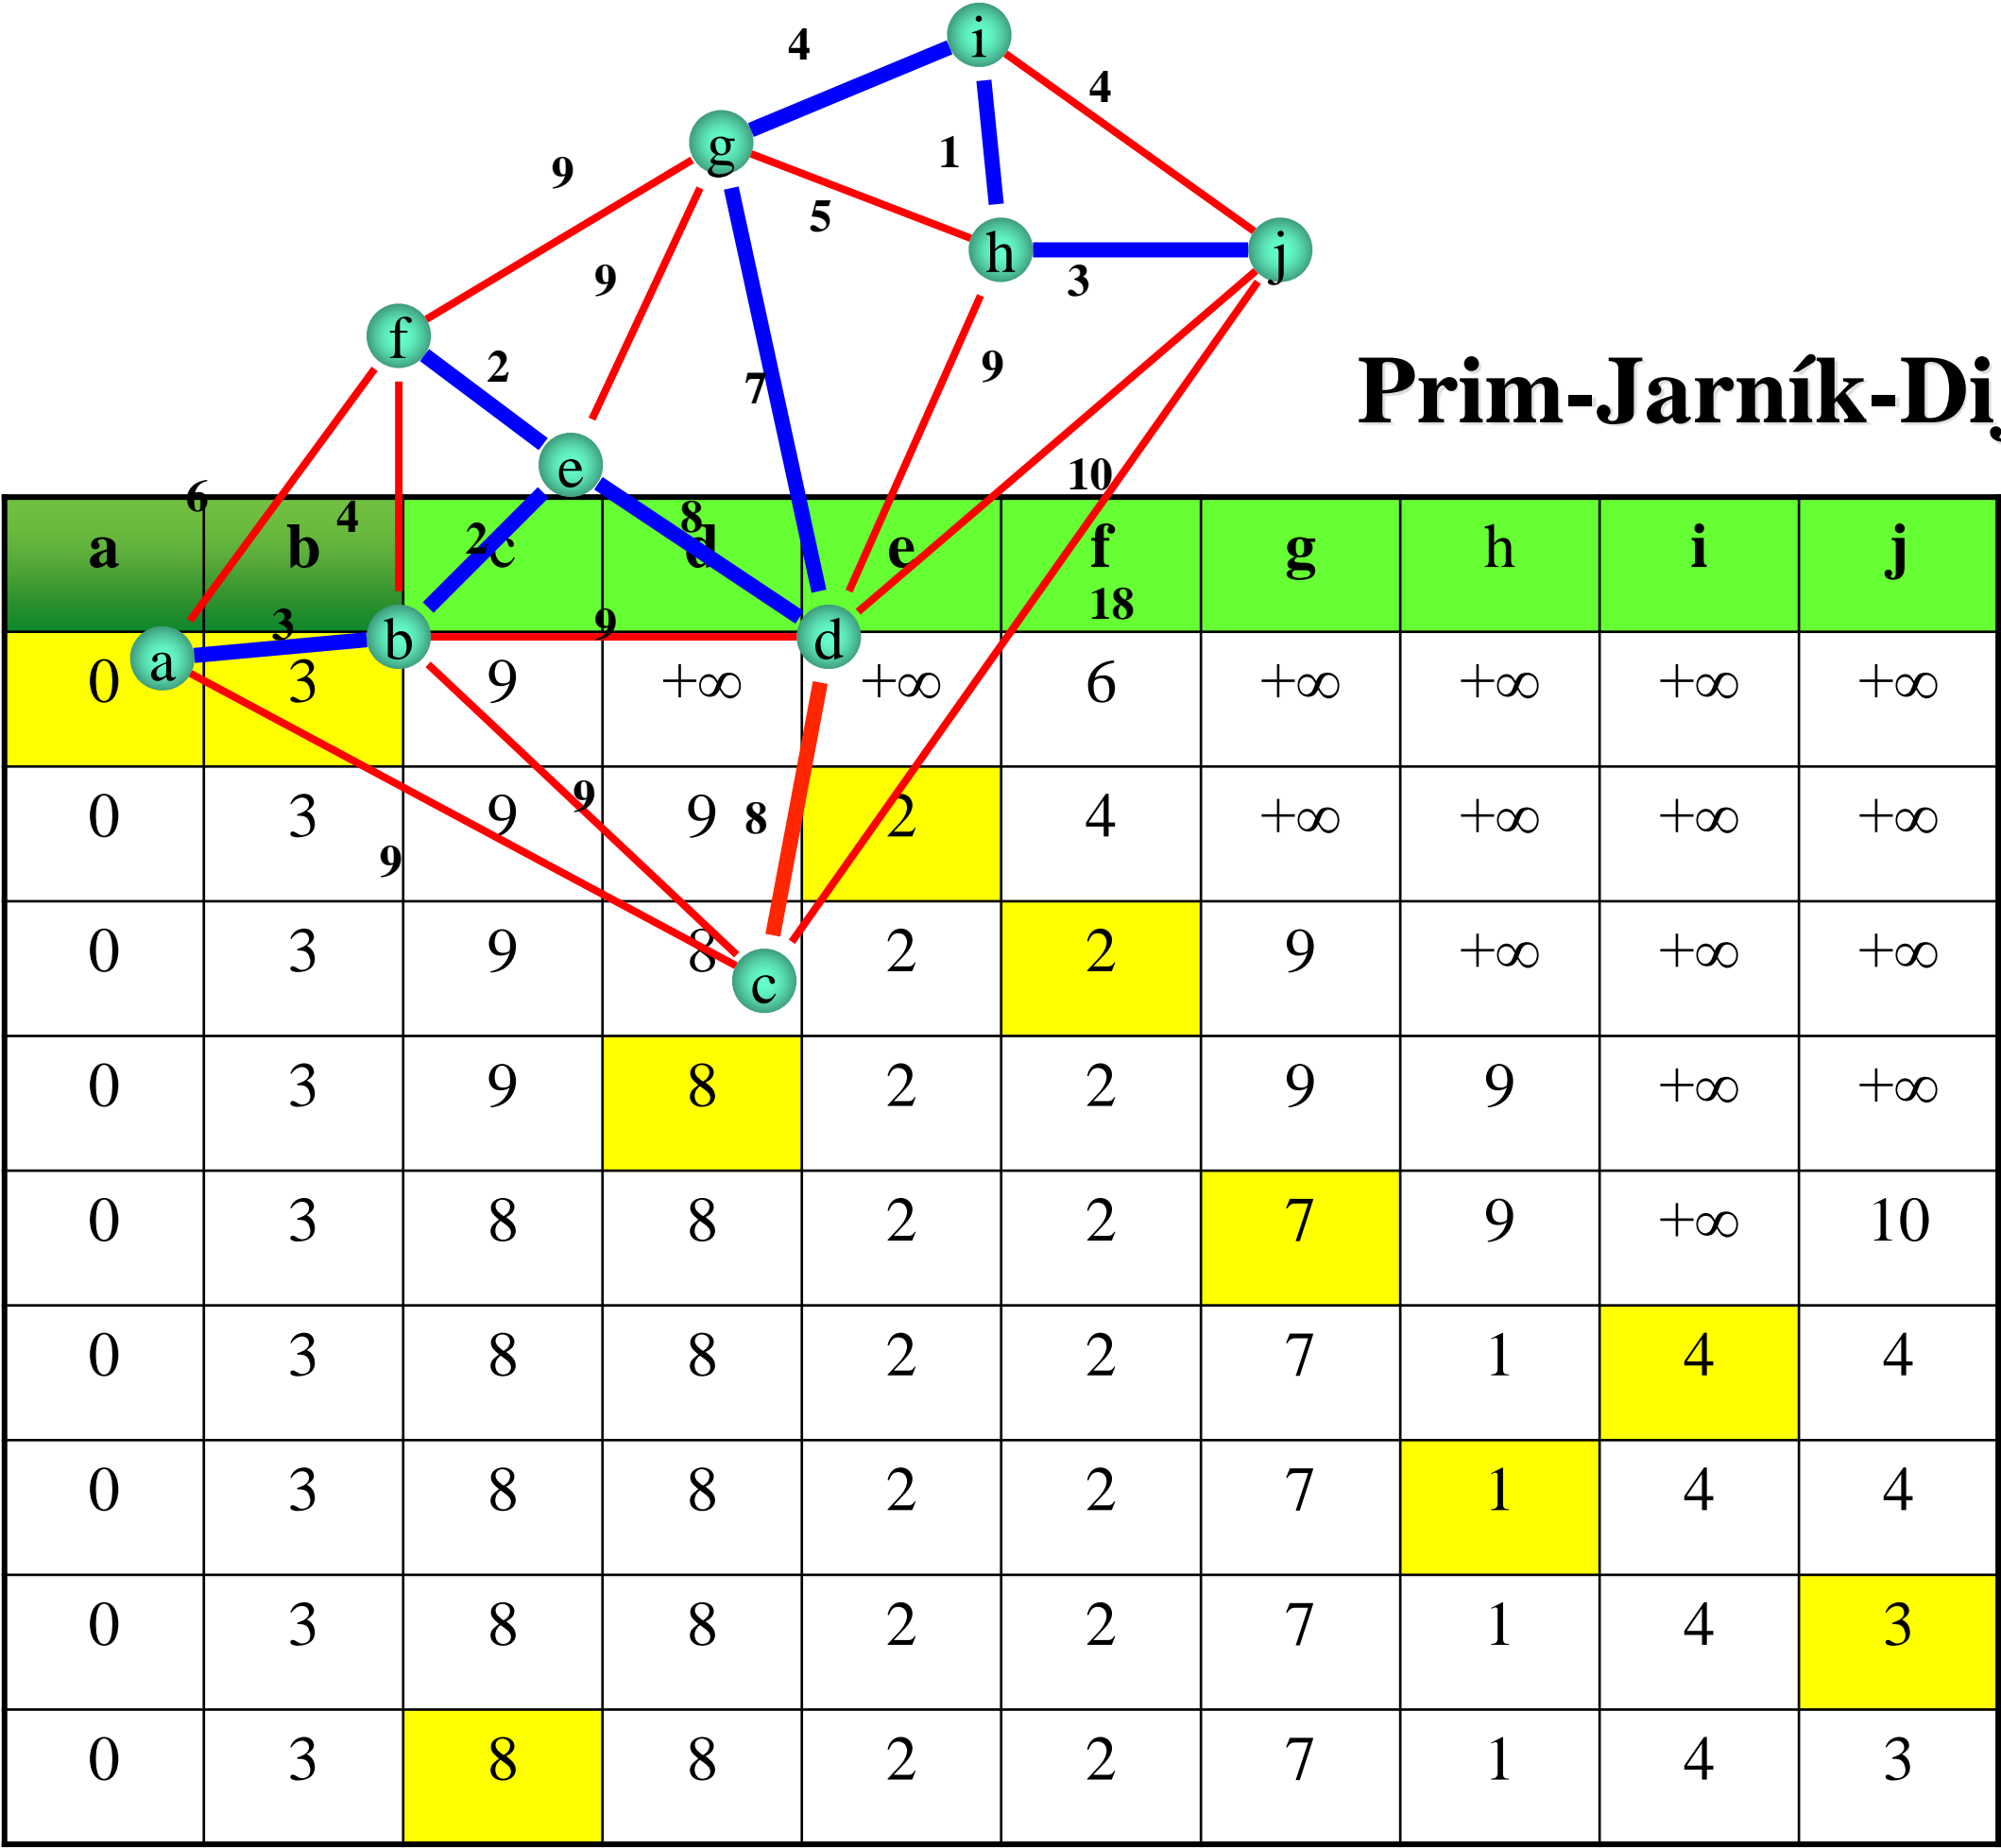 i
4
4
g
1
9
5
h
j
3
9
f
2
9
7
Prim-Jarník-Di
e
10
6
4
2
8
a b c d e f g h i j
18
3
9
a
b
d
0 3 9 +∞ +∞ 6 +∞ +∞ +∞ +∞
9
8
0 3 9 9 2 4 +∞ +∞ +∞ +∞
9
0 3 9 8 2 2 9 +∞ +∞ +∞
c
0 3 9 8 2 2 9 9 +∞ +∞
0 3 8 8 2 2 7 9 +∞ 10
0 3 8 8 2 2 7 1 4 4
0 3 8 8 2 2 7 1 4 4
0 3 8 8 2 2 7 1 4 3
0 3 8 8 2 2 7 1 4 3